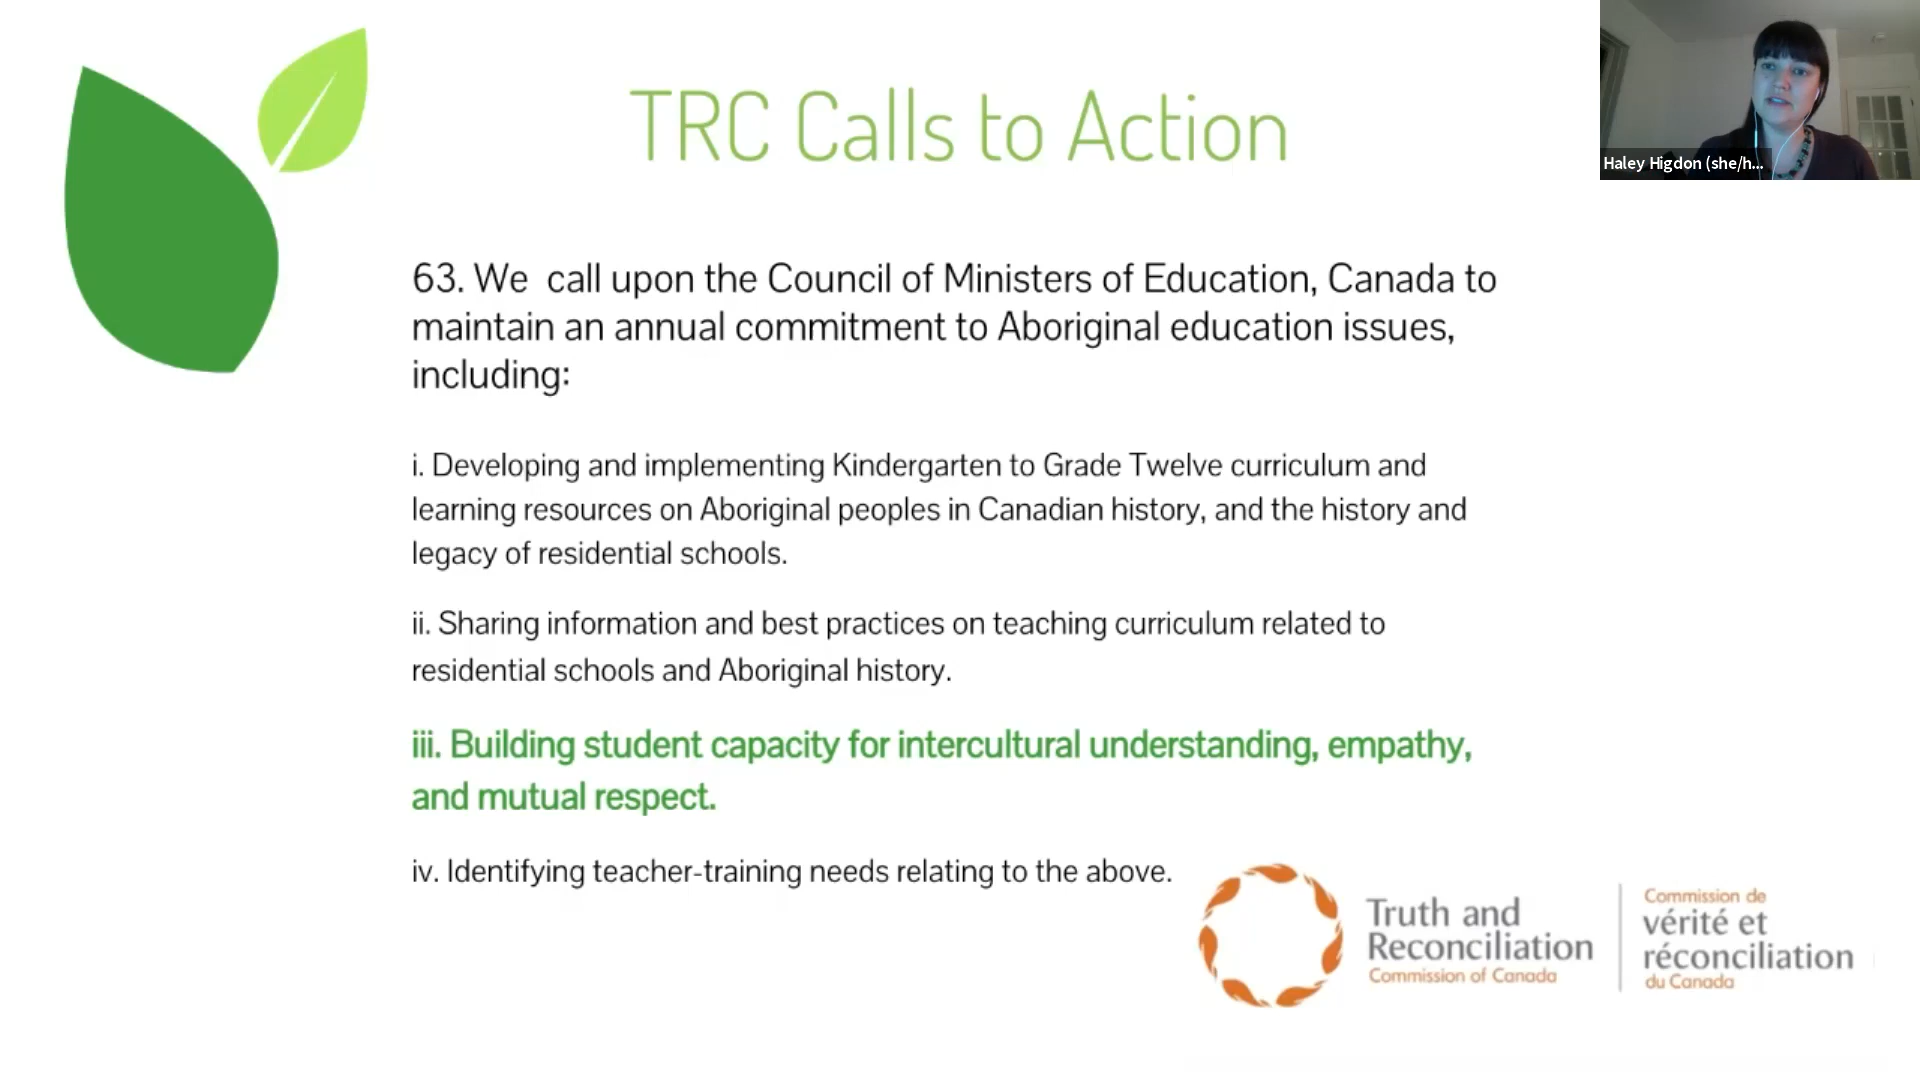 TRC Calls to Action
Haley Higdon (she/h...
63. We call upon the Council of Ministers of Education, Canada to
maintain an annual commitment to Aboriginal education issues,
including:
i. Developing and implementing Kindergarten to Grade Twelve curriculum and
learning resources on Aboriginal peoples in Canadian history, and the history and
legacy of residential schools.
ii. Sharing information and best practices on teaching curriculum related to
residential schools and Aboriginal history.
iii. Building student capacity for intercultural understanding, empathy,
and mutual respect.
iv. Identifying teacher-training needs relating to the above.
Truth and
Reconciliation
Commission of Canada
Commission de
vérité et
réconciliation
du Canada